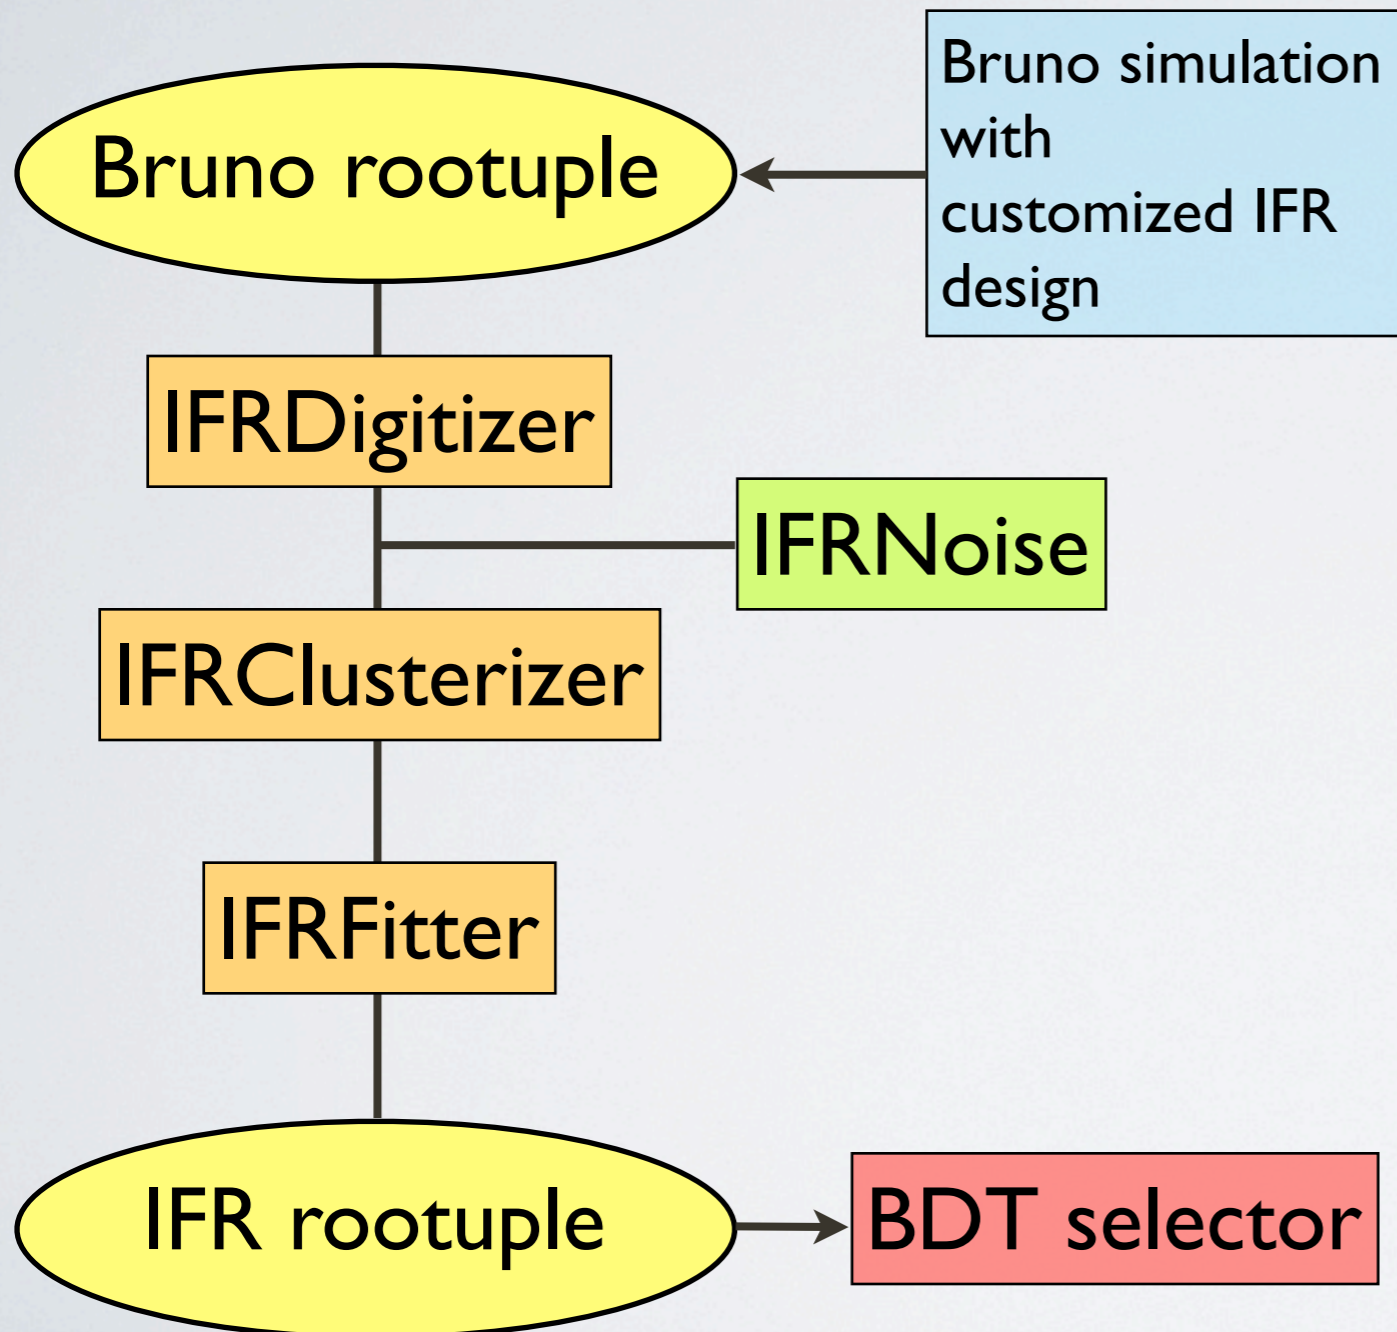 Bruno rootuple
Bruno simulation
with
customized IFR
design
IFRDigitizer
IFRNoise
IFRClusterizer
IFRFitter
IFR rootuple
BDT selector